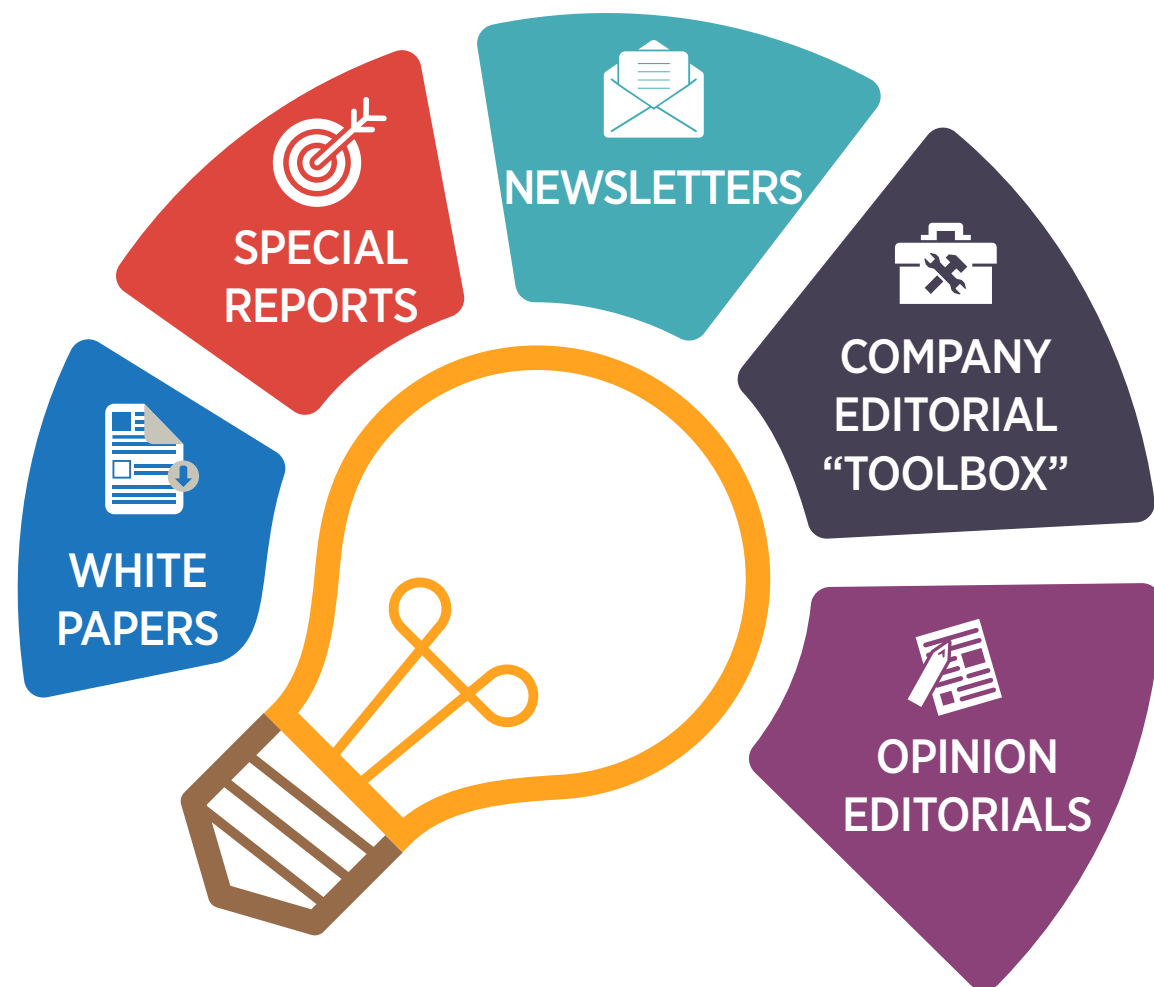 WHITE
PAPERS
SPECIAL
REPORTS
NEWSLETTERS
COMPANY
EDITORIAL
“TOOLBOX”
OPINION
EDITORIALS